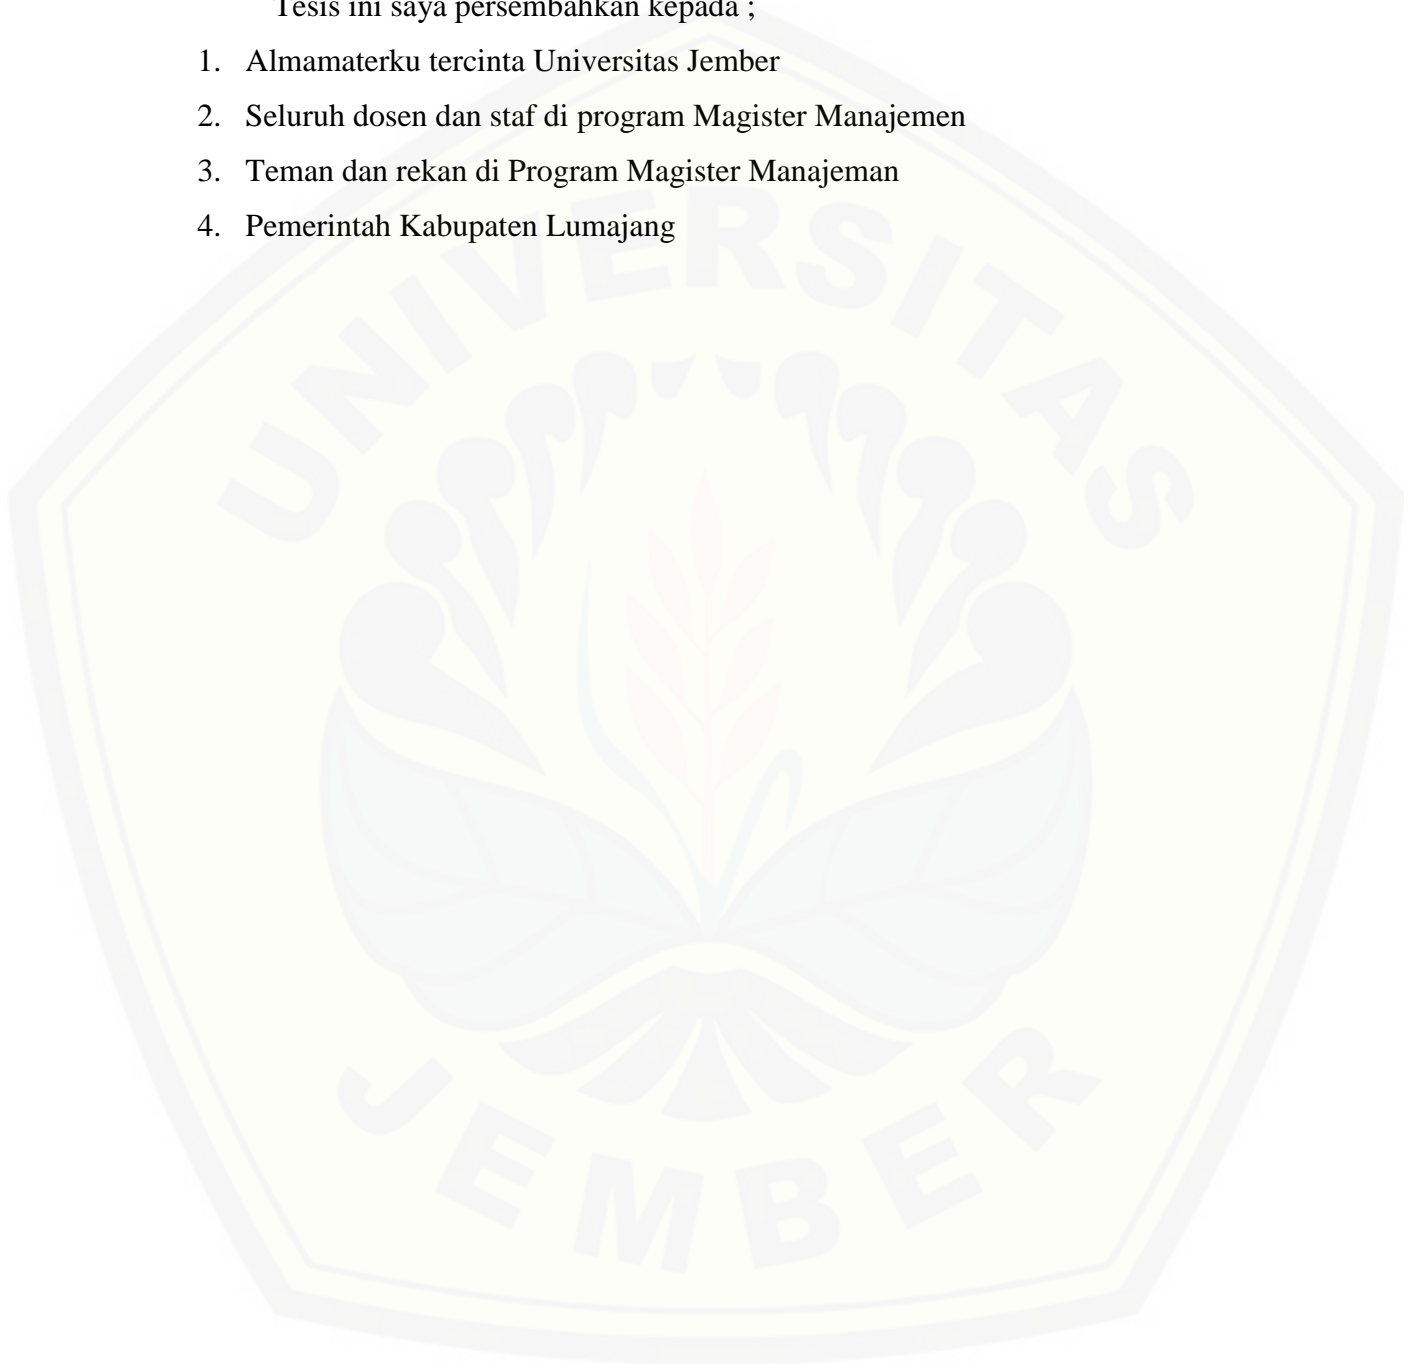 Tesis ini saya persembahkan kepada ;
1. Almamaterku tercinta Universitas Jember
2. Seluruh dosen dan staf di program Magister Manajemen
3. Teman dan rekan di Program Magister Manajeman
4. Pemerintah Kabupaten Lumajang
UNIVERSITAS
JEMBER